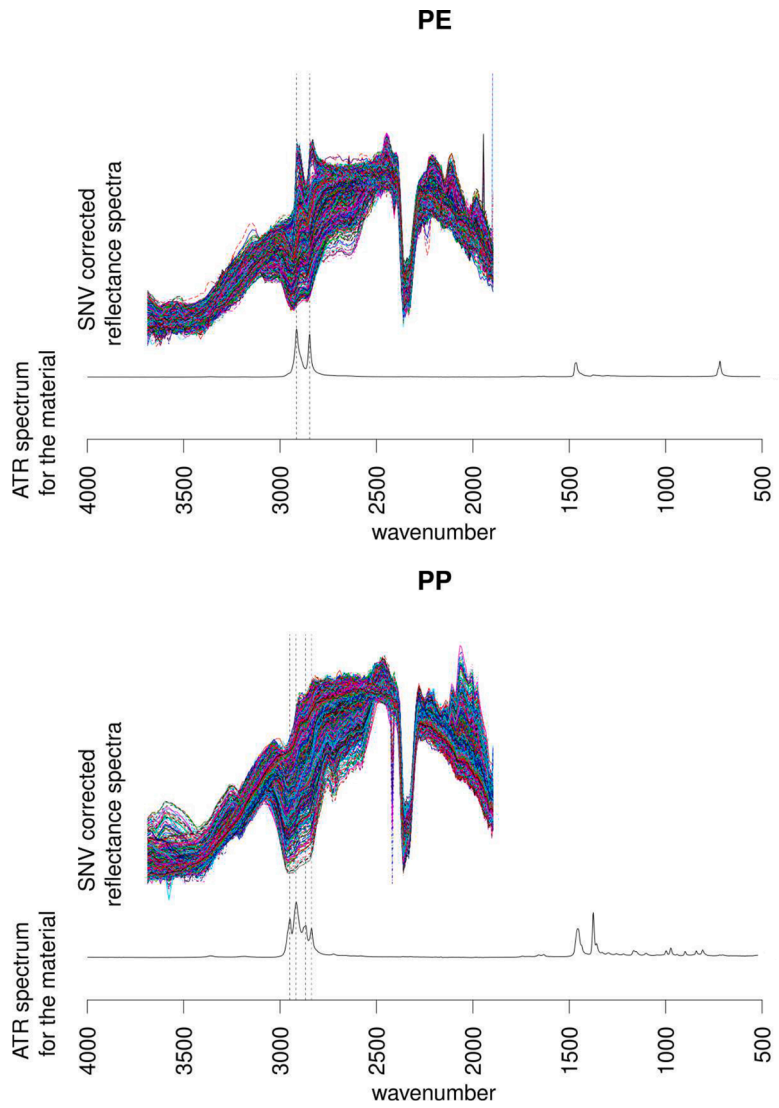 PE
SNV corrected
reflectance spectra
ATR spectrum
for the material
4000
3500
3000
2500
2000
1500
1000
500
wavenumber
PP
SNV corrected
reflectance spectra
ATR spectrum
for the material
4000
3500
3000
2500
2000
1500
1000
500
wavenumber